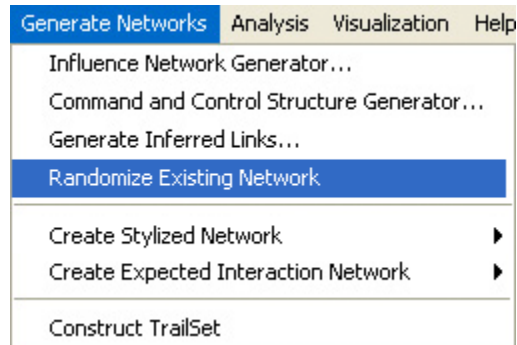 Generate Networks Analysis Visualization Help
Influence Network Generator...
Command and Control Structure Generator...
Generate Inferred Links...
Randomize Existing Network
Create Stylized Network
Create Expected Interaction Network
Construct TrailSet